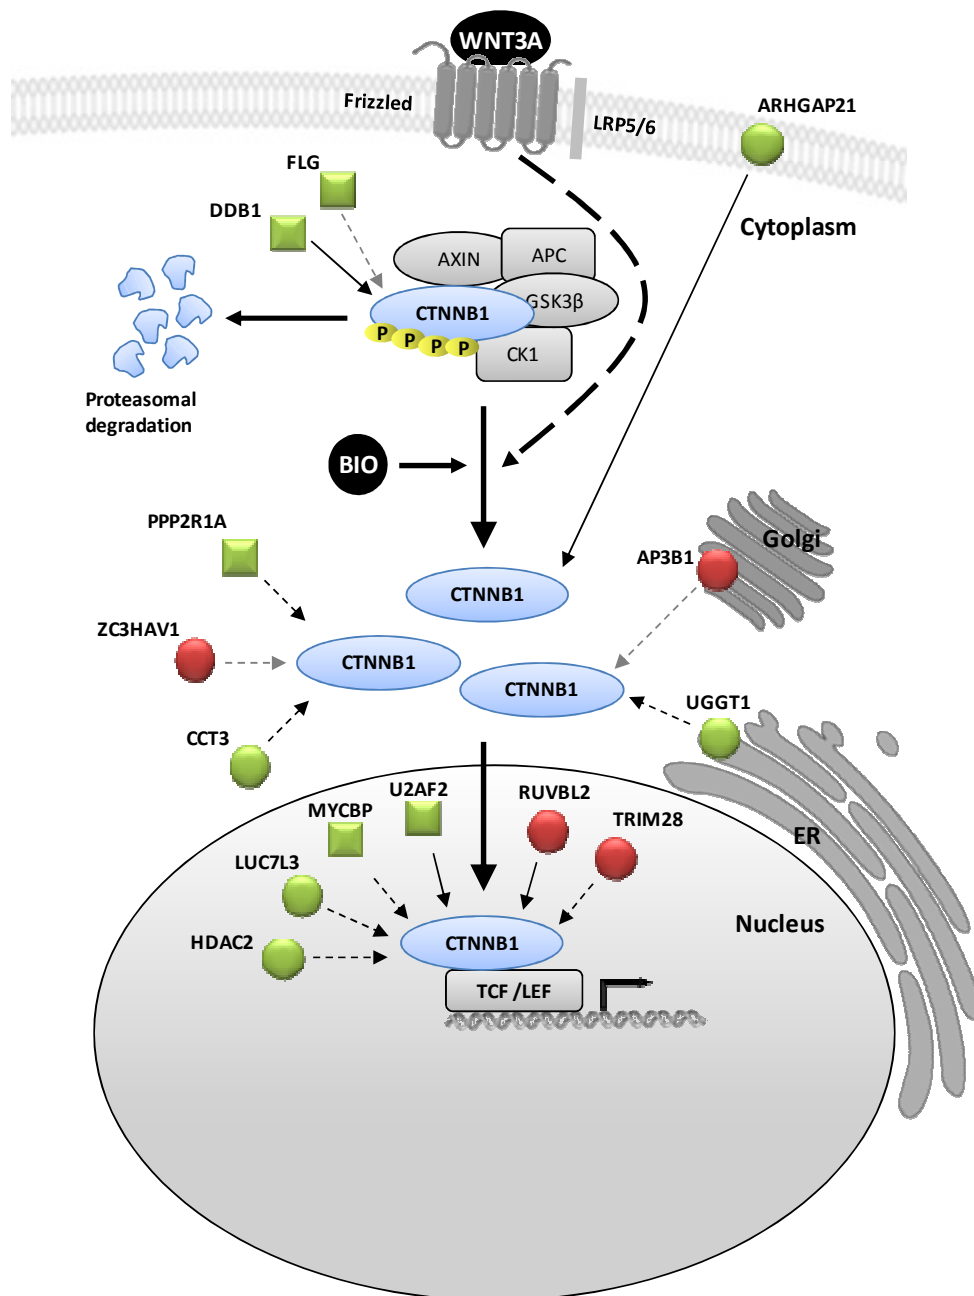 WNT3A
Frizzled
LRP5/6
ARHGAP21
FLG
DDB1
Cytoplasm
AXIN
APC
GSK3β
CTNNB1
P P P P
CK1
Proteasomal
degradation
BIO
PPP2R1A
Golgi
AP3B1
CTNNB1
ZC3HAV1
CTNNB1
CTNNB1
UGGT1
CCT3
U2AF2
RUVBL2
MYCBP
TRIM28
ER
LUC7L3
Nucleus
HDAC2
CTNNB1
TCF /LEF